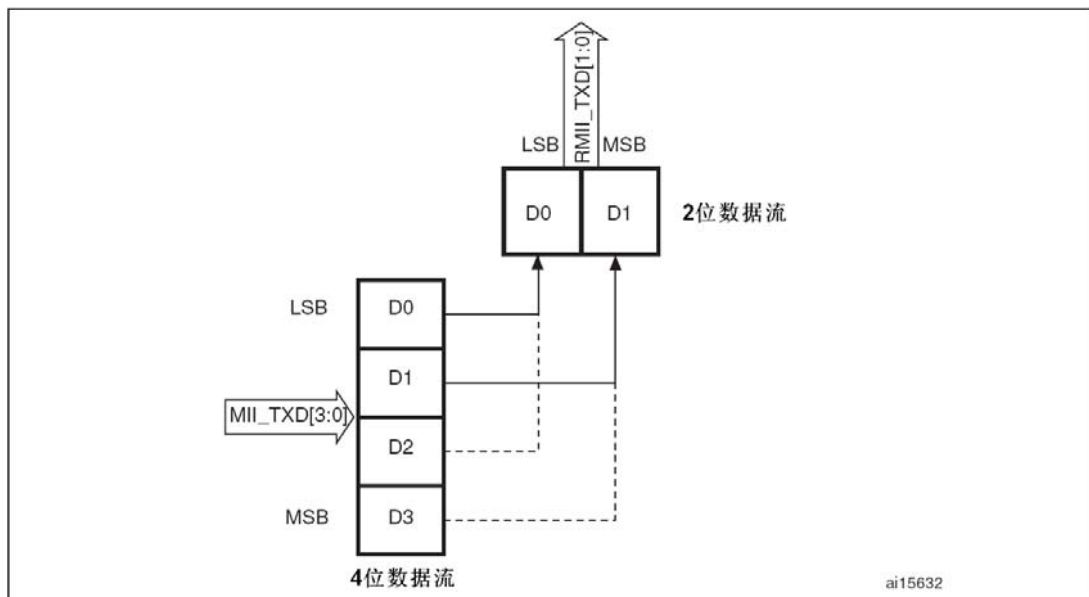 RMII_TXD[1:0]
LSB
MSB
D0
D1
2位数据流
LSB
D0
D1
MII_TXD[3:0]
D2
MSB
D3
4位数据流
ai15632